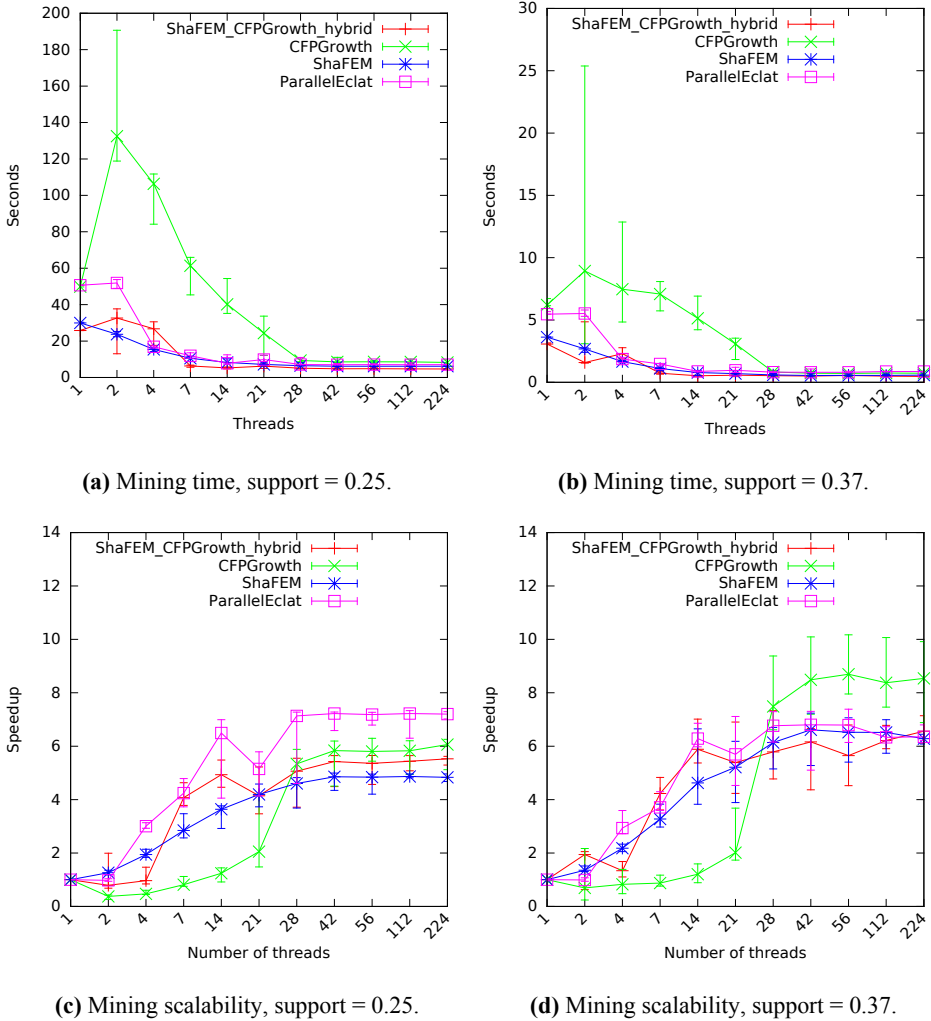 200
180
160
140
120
100
80
60
40
20
0
Seconds
ShaFEM_CFPGrowth_hybrid
CFPGrowth
ShaFEM
ParallelEclat
1 2 4 7 14 21 28 42 56 112 224
Threads
(a) Mining time, support = 0.25.
30
25
20
15
10
5
0
Seconds
ShaFEM_CFPGrowth_hybrid
CFPGrowth
ShaFEM
ParallelEclat
1 2 4 7 14 21 28 42 56 112 224
Threads
(b) Mining time, support = 0.37.
14
12
10
8
6
4
2
0
Speedup
ShaFEM_CFPGrowth_hybrid
CFPGrowth
ShaFEM
ParallelEclat
1 2 4 7 14 21 28 42 56 112 224
Number of threads
(c) Mining scalability, support = 0.25.
14
12
10
8
6
4
2
0
Speedup
ShaFEM_CFPGrowth_hybrid
CFPGrowth
ShaFEM
ParallelEclat
1 2 4 7 14 21 28 42 56 112 224
Number of threads
(d) Mining scalability, support = 0.37.